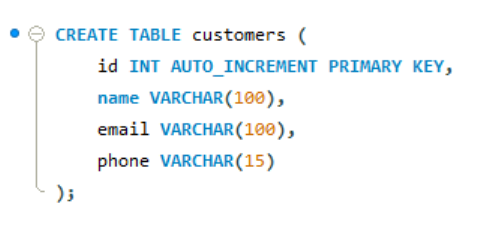 CREATE TABLE customers (
    id INT AUTO_INCREMENT PRIMARY KEY,
    name VARCHAR(100),
    email VARCHAR(100),
    phone VARCHAR(15)
);